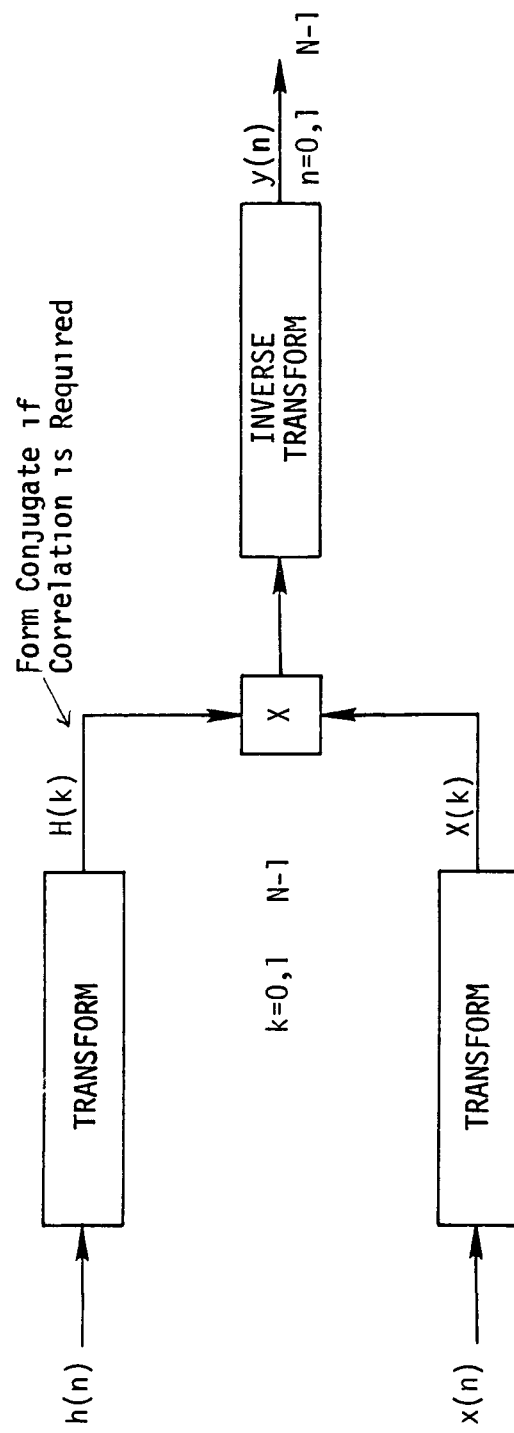 Form Conjugate if
Correlation is Required
h(n)
TRANSFORM
H(k)
k=0,1 N-1
X
INVERSE
TRANSFORM
y(n)
n=0,1 N-1
x(n)
TRANSFORM
X(k)